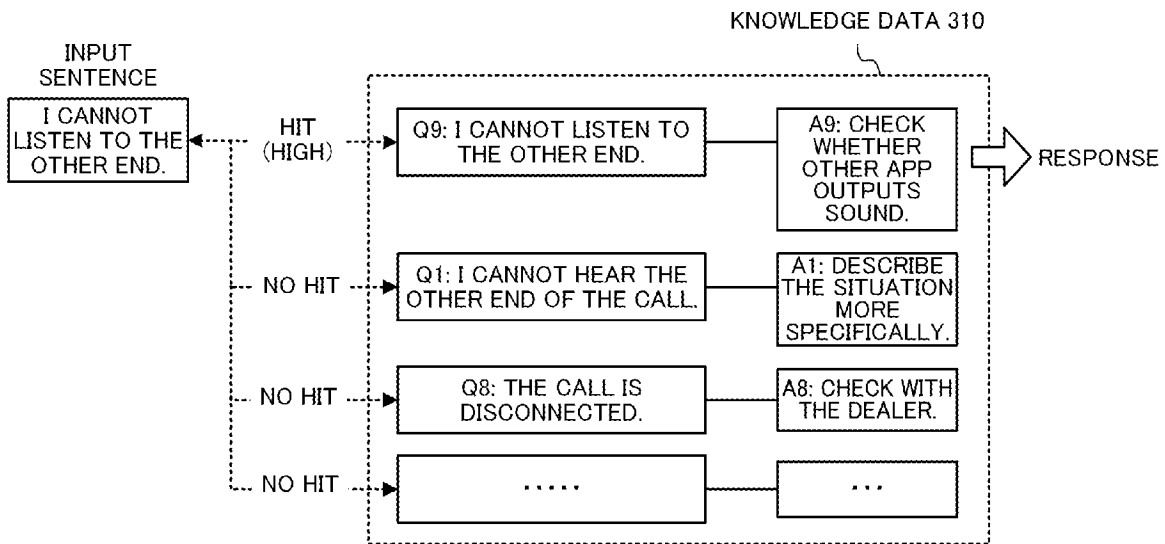 KNOWLEDGE DATA 310
INPUT
SENTENCE
I CANNOT
LISTEN TO THE
OTHER END.
HIT
(HIGH)
Q9: I CANNOT LISTEN TO
THE OTHER END.
A9: CHECK
WHETHER
OTHER APP
OUTPUTS
SOUND.
RESPONSE
NO HIT
Q1: I CANNOT HEAR THE
OTHER END OF THE CALL.
A1: DESCRIBE
THE SITUATION
MORE
SPECIFICALLY.
NO HIT
Q8: THE CALL IS
DISCONNECTED.
A8: CHECK WITH
THE DEALER.
NO HIT
.....
...